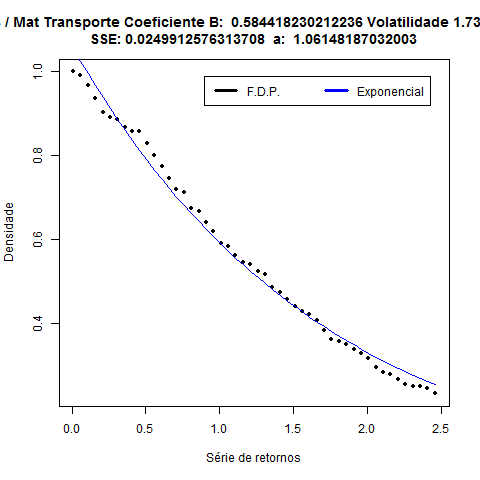 / Mat Transporte Coeficiente B: 0.584418230212236 Volatilidade 1.73
SSE: 0.0249912576313708 a: 1.06148187032003
F.D.P. Exponencial
Densidade
1.0
0.8
0.6
0.4
0.0 0.5 1.0 1.5 2.0 2.5
Série de retornos